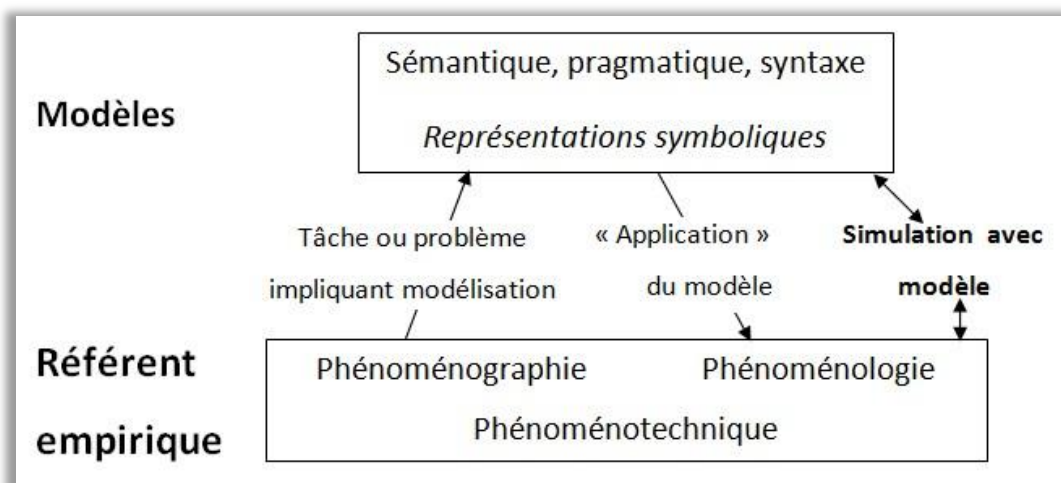 Sémantique, pragmatique, syntaxe
Modèles
Représentations symboliques
Tâche ou problème
impliquant modélisation
« Application »
du modèle
Simulation avec
modèle
Référent
empirique
Phénoménographie
Phénoménologie
Phénoménotechnique